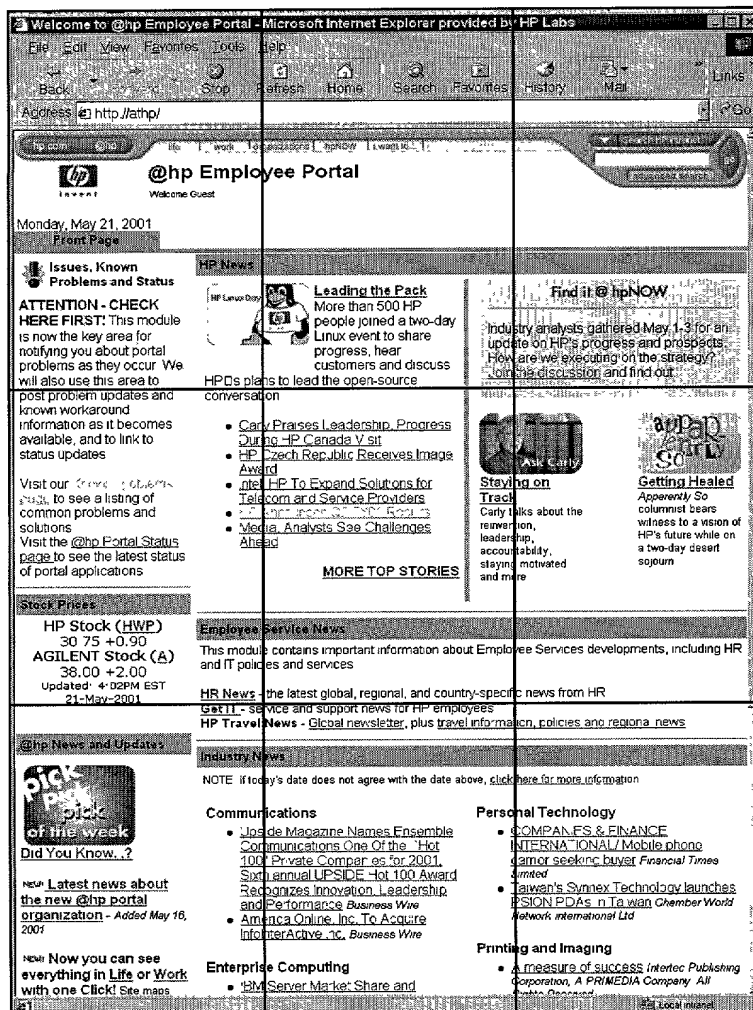 Welcome to @hp Employee Portal - Microsoft Internet Explorer provided by HP Labs
File Edit View Favorites Tools Help
Back Stop Refresh Home Search Favorites History Mail Links
Address http://athp/ Go
hp.com @hp life work organizations hpNOW I want to...
@hp Employee Portal
invent
Welcome Guest
advanced search
Monday, May 21, 2001
Front Page
Issues, Known
Problems and Status
ATTENTION - CHECK
HERE FIRST! This module
is now the key area for
notifying you about portal
problems as they occur We
will also use this area to
post problem updates and
known workaround
information as it becomes
available, and to link to
status updates
Visit our
to see a listing of
common problems and
solutions
Visit the @hp Portal Status
page to see the latest status
of portal applications
Stock Prices
HP Stock (HWP)
30 75 +0.90
AGILENT Stock (A)
38.00 +2.00
Updated: 4:02PM EST
21-May-2001
@hp News and Updates
pick
pick
pick
of the week
Did You Know..?
NEW! Latest news about
the new @hp portal
organization - Added May 16,
2001
NEW! Now you can see
everything in Life or Work
with one Click! Site maps
HP News
Leading the Pack
More than 500 HP
people joined a two-day
Linux event to share
progress, hear
customers and discuss
HPDs plans to lead the open-source
conversation
Carly Praises Leadership, Progress
During HP Canada Visit
HP Czech Republic Receives Image
Award
Intel HP To Expand Solutions for
Telecom and Service Providers
Media, Analysts See Challenges
Ahead
MORE TOP STORIES
Find it @ hpNOW
Industry analysts gathered May 1-3 for an
update on HP's progress and prospects.
How are we executing on the strategy?
Join the discussion and find out.
Ask Carly
Staying on
Track
Carly talks about the
reinvention,
leadership,
accountability,
staying motivated
and more
Getting Healed
Apparently So
columnist bears
witness to a vision of
HP's future while on
a two-day desert
sojourn
Employee Service News
This module contains important information about Employee Services developments, including HR
and IT policies and services
HR News - the latest global, regional, and country-specific news from HR
Get IT - service and support news for HP employees
HP Travel News - Global newsletter, plus travel information, policies and regional news
Industry News
NOTE if today's date does not agree with the date above, click here for more information
Communications
Upside Magazine Names Ensemble
Communications One Of the "Hot
100" Private Companies for 2001,
Sixth annual UPSIDE Hot 100 Award
Recognizes Innovation, Leadership
and Performance Business Wire
America Online, Inc. To Acquire
InfoInterActive Inc. Business Wire
Enterprise Computing
IBM Server Market Share and
Personal Technology
COMPANIES & FINANCE
INTERNATIONAL/ Mobile phone
carrier seeking buyer Financial Times
Limited
Taiwan's Synnex Technology launches
PSION PDAs in Taiwan Chamber World
Network International Ltd
Printing and Imaging
A measure of success Intertec Publishing
Corporation, A PRIMEDIA Company All
Rights Reserved
Local intranet